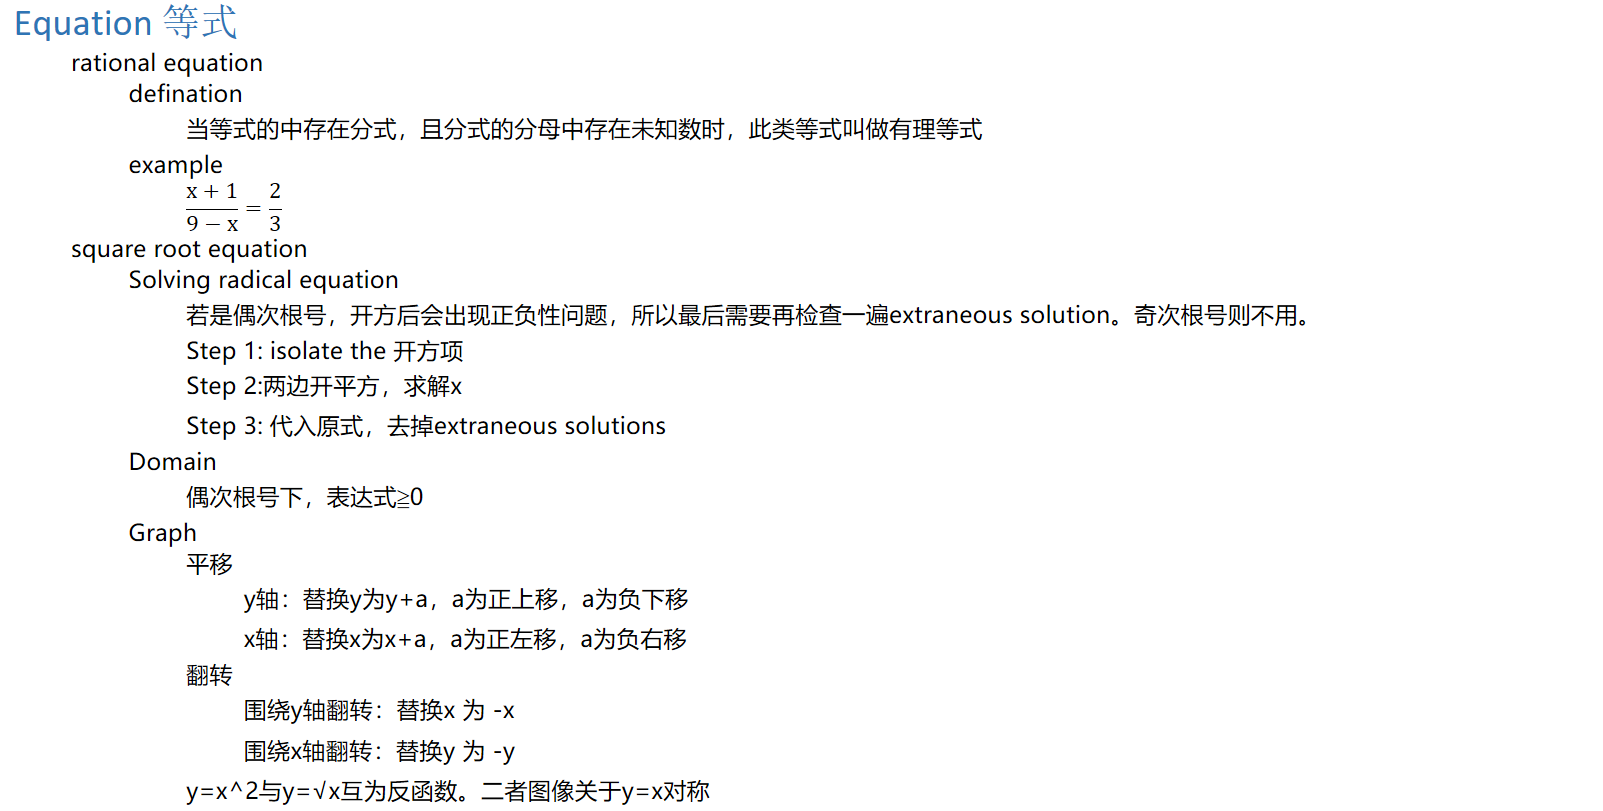 Equation 等式
rational equation
defination
当等式的中存在分式，且分式的分母中存在未知数时，此类等式叫做有理等式
example
x + 1 / 9 − x = 2 / 3
square root equation
Solving radical equation
若是偶次根号，开方后会出现正负性问题，所以最后需要再检查一遍extraneous solution。奇次根号则不用。
Step 1: isolate the 开方项
Step 2:两边开平方，求解x
Step 3: 代入原式，去掉extraneous solutions
Domain
偶次根号下，表达式≧0
Graph
平移
y轴：替换y为y+a，a为正上移，a为负下移
x轴：替换x为x+a，a为正左移，a为负右移
翻转
围绕y轴翻转：替换x 为 -x
围绕x轴翻转：替换y 为 -y
y=x^2与y=√x互为反函数。二者图像关于y=x对称